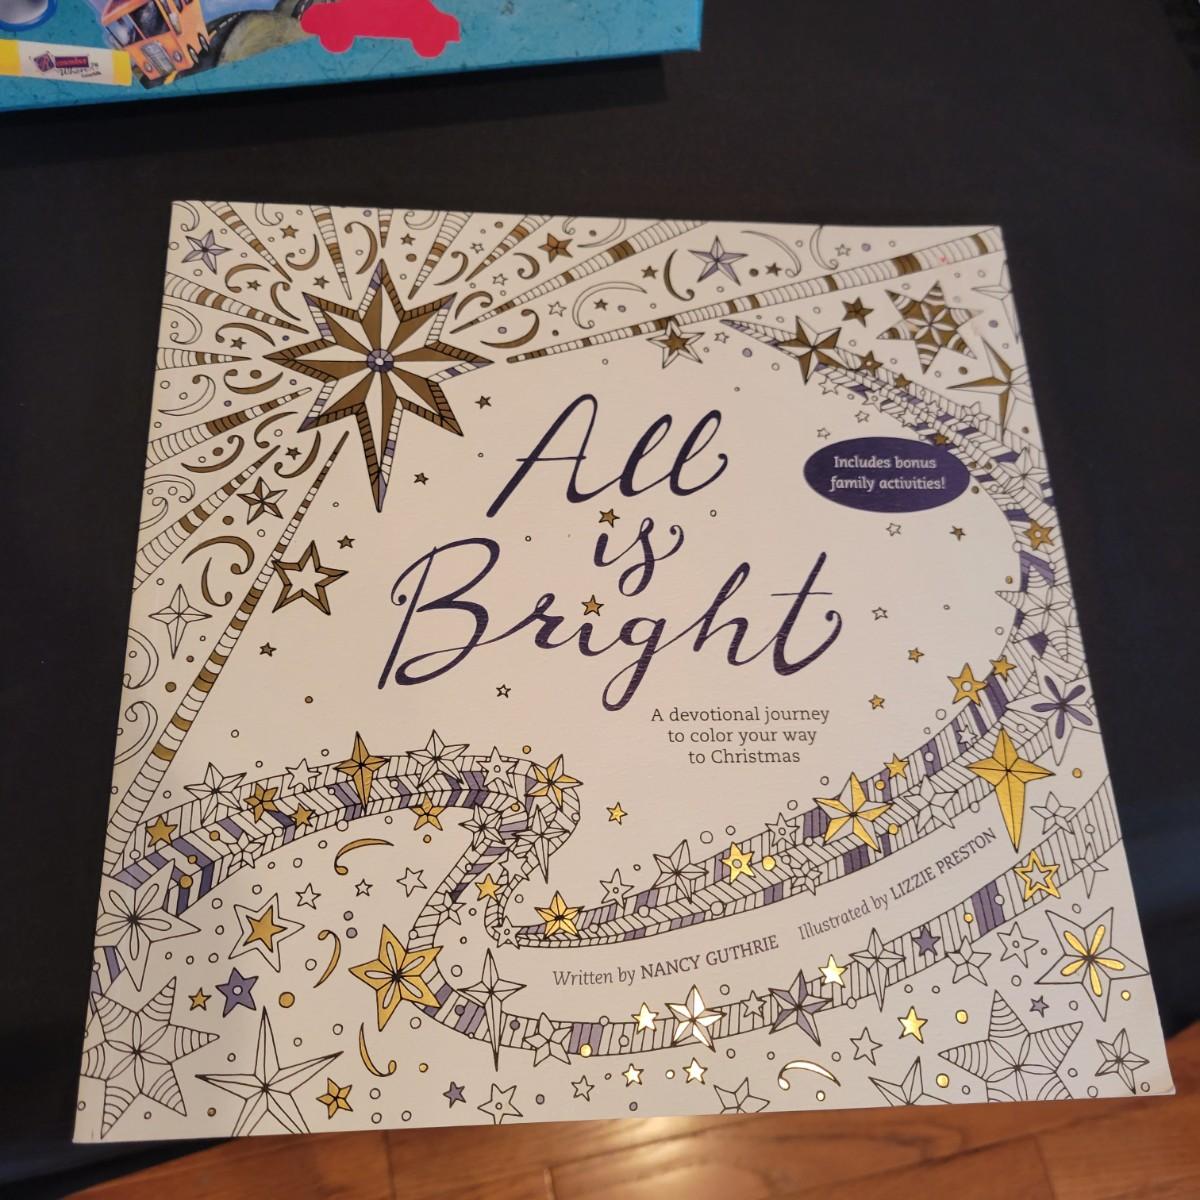 All
is
Bright
Includes bonus
family activities!
A devotional journey
to color your way
to Christmas
Written by NANCY GUTHRIE Illustrated by LIZZIE PRESTON